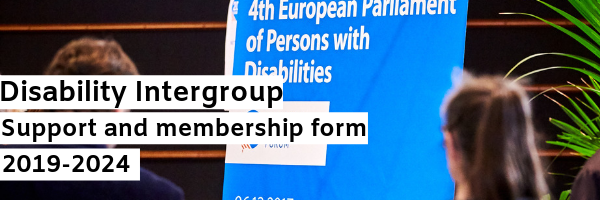 4th European Parliament
of Persons with
Disabilities
Disability Intergroup
Support and membership form
2019-2024